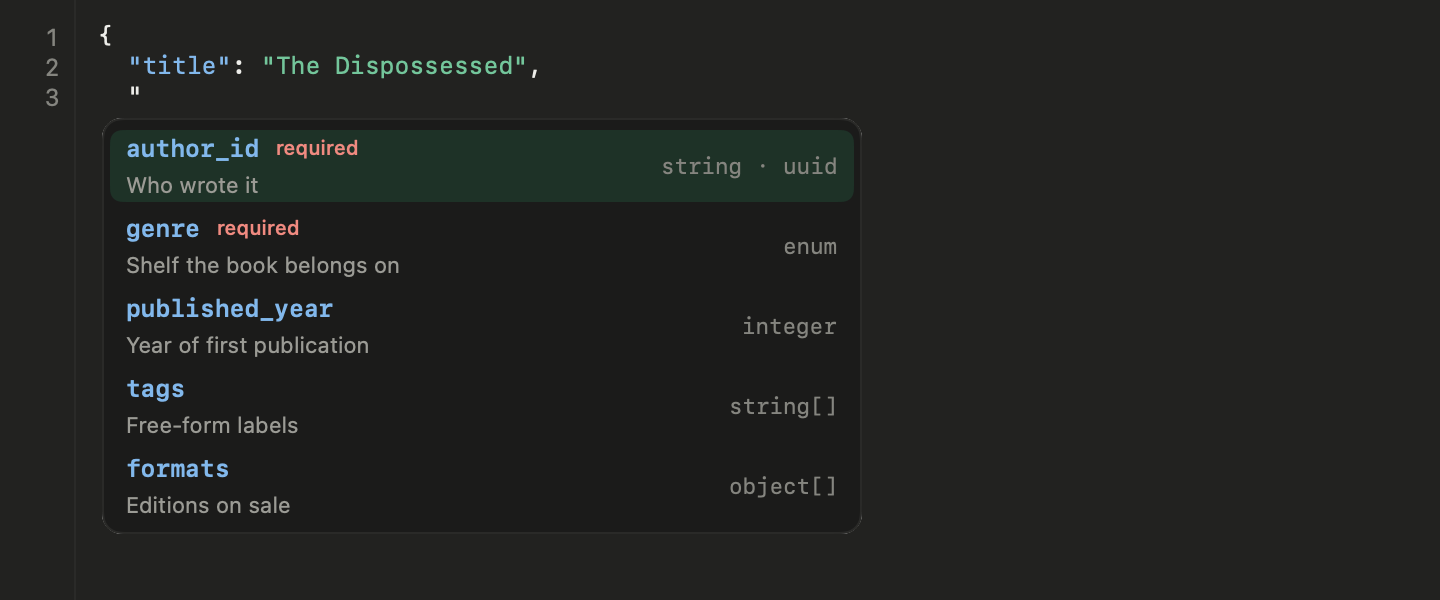 1 {
2 "title": "The Dispossessed",
3 "
author_id required string · uuid
Who wrote it
genre required enum
Shelf the book belongs on
published_year integer
Year of first publication
tags string[]
Free-form labels
formats object[]
Editions on sale